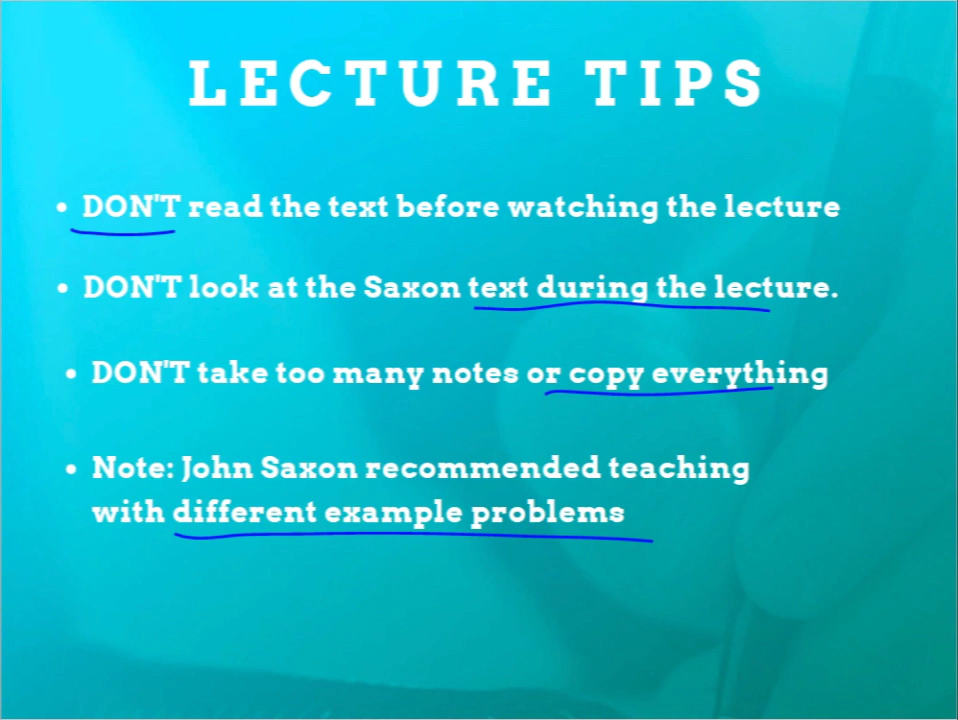 LECTURE TIPS
• DON'T read the text before watching the lecture
• DON'T look at the Saxon text during the lecture.
• DON'T take too many notes or copy everything
• Note: John Saxon recommended teaching
with different example problems